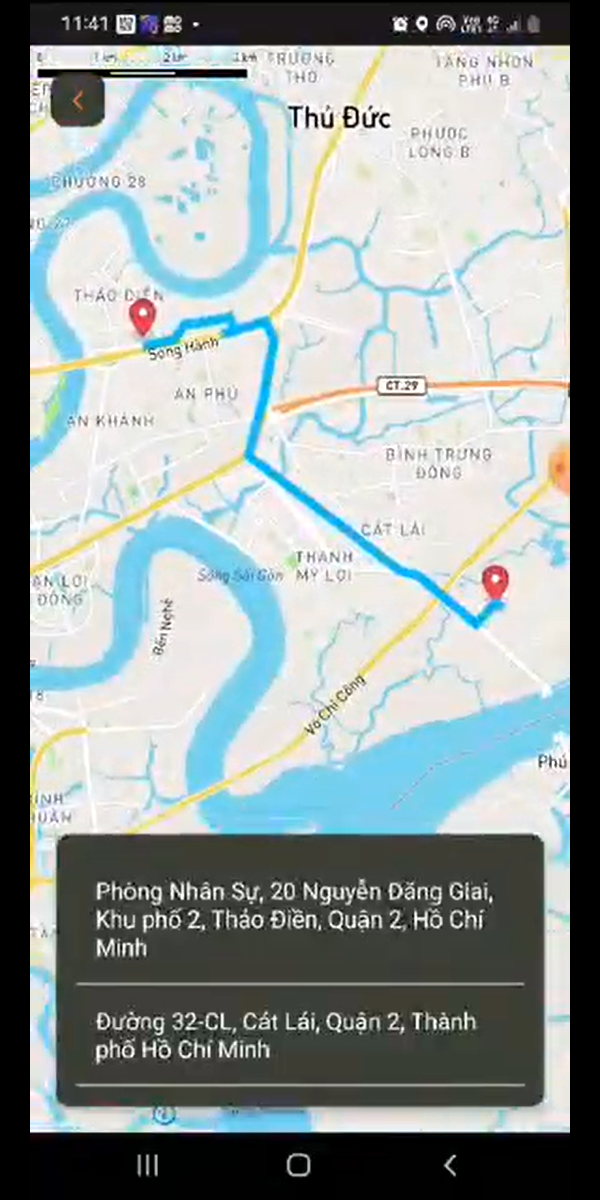 11:41
TRƯỜNG
THỌ
TĂNG NHƠN
PHÚ B
Thủ Đức
PHƯỚC
LONG B
PHƯỜNG 28
THẢO ĐIỀN
Song Hành
AN PHÚ
CT.29
AN KHÁNH
BÌNH TRƯNG
ĐÔNG
CÁT LÁI
THẠNH
MỸ LỢI
Sông Sài Gòn
AN LỢI
ĐÔNG
Bến Nghé
Võ Chí Công
Phú
Phòng Nhân Sự, 20 Nguyễn Đăng Giai,
Khu phố 2, Thảo Điền, Quận 2, Hồ Chí
Minh
Đường 32-CL, Cát Lái, Quận 2, Thành
phố Hồ Chí Minh